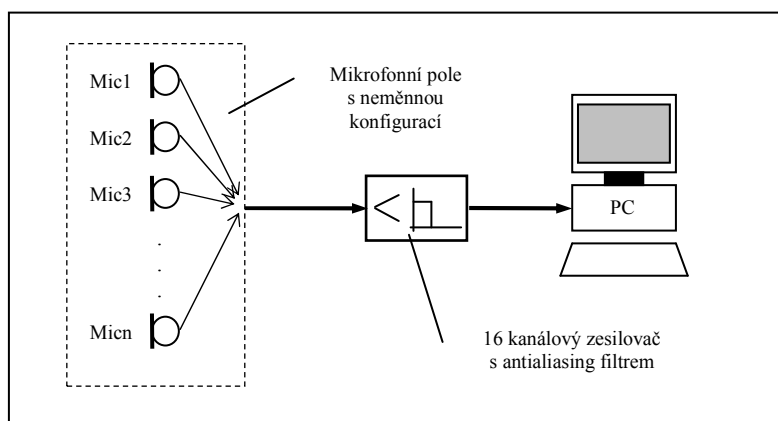 Mic1
Mic2
Mic3
.
.
.
Micn
Mikrofonní pole
s neměnnou
konfigurací
PC
16 kanálový zesilovač
s antialiasing filtrem